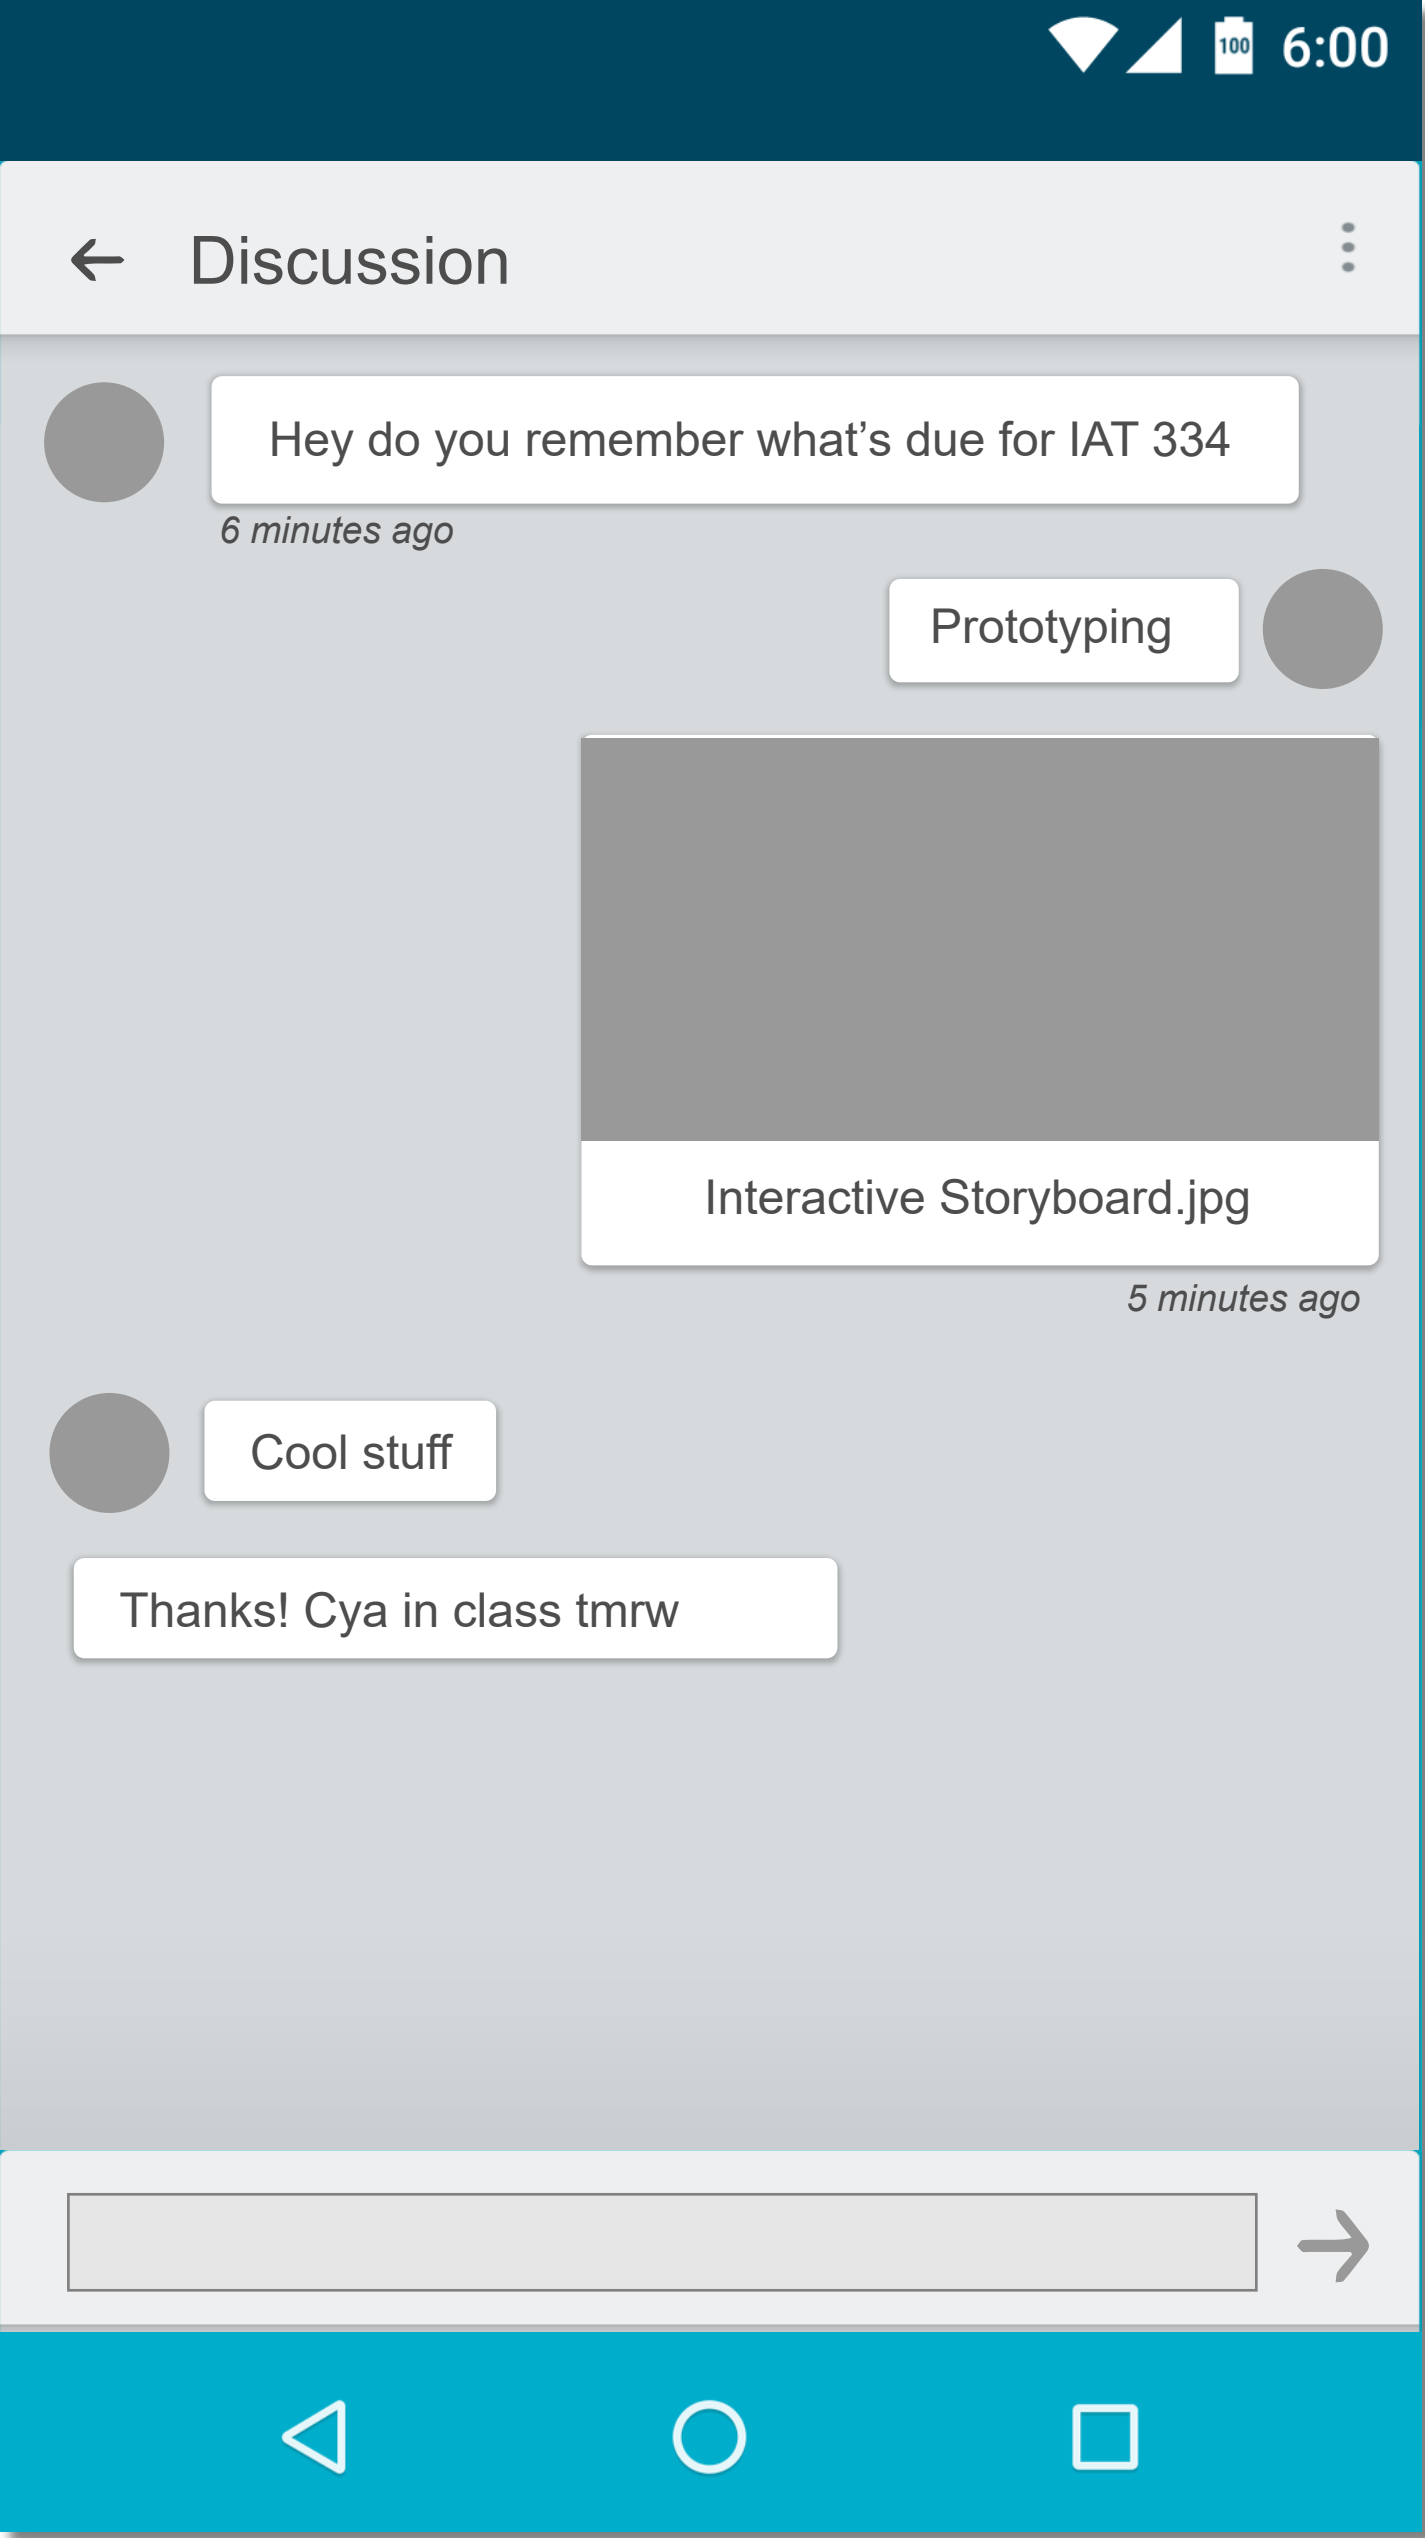 100 6:00
Discussion
Hey do you remember what’s due for IAT 334
6 minutes ago
Prototyping
Interactive Storyboard.jpg
5 minutes ago
Cool stuff
Thanks! Cya in class tmrw